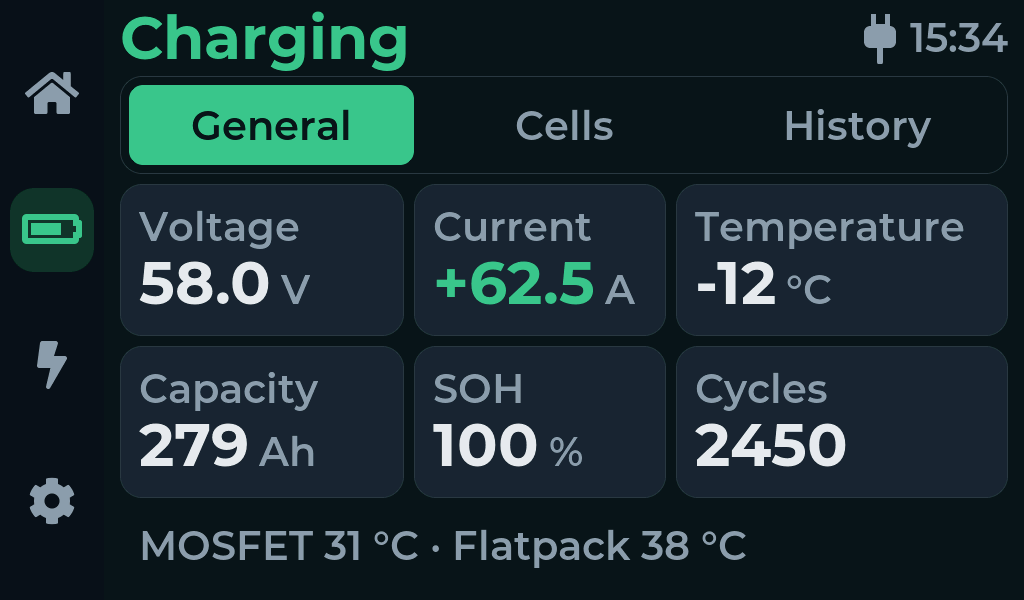 Charging
15:34
General Cells History
Voltage Current Temperature
58.0 V +62.5 A -12 °C
Capacity SOH Cycles
279 Ah 100 % 2450
MOSFET 31 °C · Flatpack 38 °C